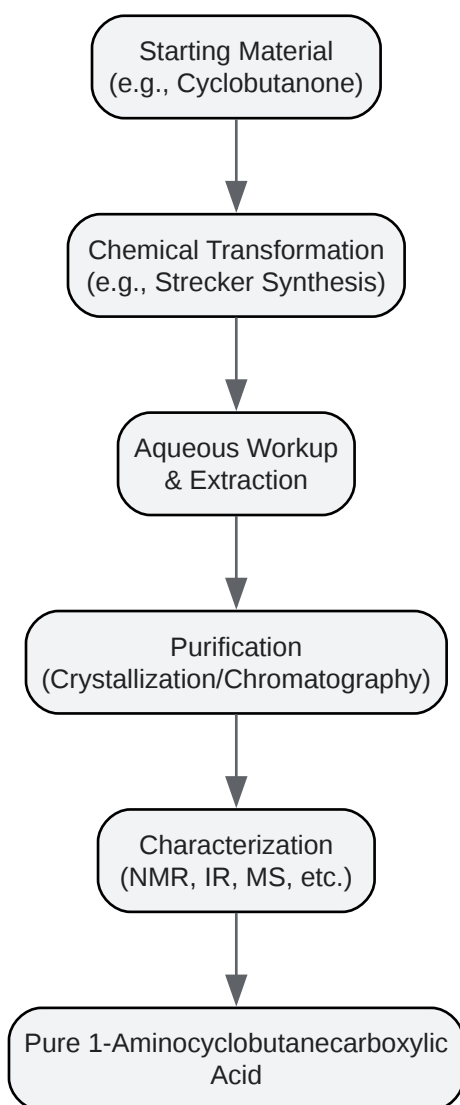 Starting Material
(e.g., Cyclobutanone)
Chemical Transformation
(e.g., Strecker Synthesis)
Aqueous Workup
& Extraction
Purification
(Crystallization/Chromatography)
Characterization
(NMR, IR, MS, etc.)
Pure 1-Aminocyclobutanecarboxylic
Acid